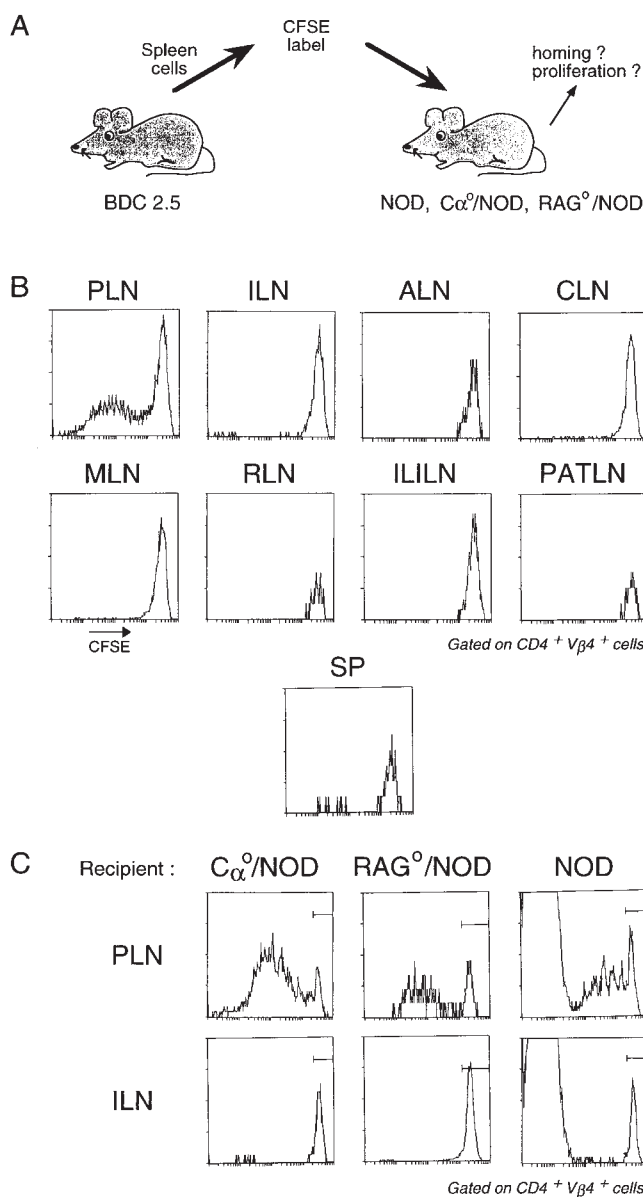 A
Spleen
cells
CFSE
label
homing ?
proliferation ?
BDC 2.5
NOD, Cα°/NOD, RAG°/NOD
B
PLN ILN ALN CLN
MLN RLN ILILN PATLN
CFSE
Gated on CD4 + Vβ4 + cells
SP
C
Recipient : Cα°/NOD RAG°/NOD NOD
PLN
ILN
Gated on CD4 + Vβ4 + cells